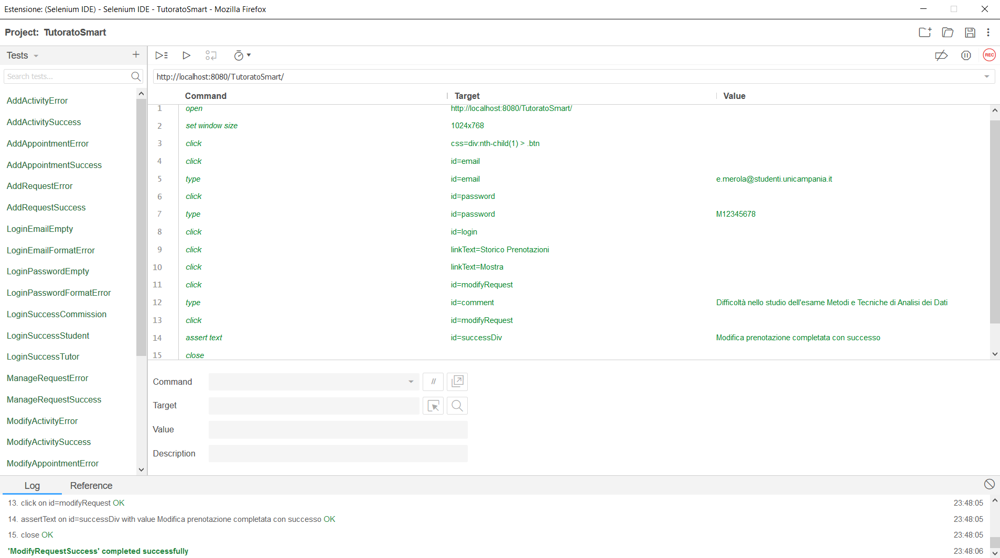 Estensione: (Selenium IDE) - Selenium IDE - TutoratoSmart - Mozilla Firefox
Project: TutoratoSmart
Tests
Search tests...
AddActivityError
AddActivitySuccess
AddAppointmentError
AddAppointmentSuccess
AddRequestError
AddRequestSuccess
LoginEmailEmpty
LoginEmailFormatError
LoginPasswordEmpty
LoginPasswordFormatError
LoginSuccessCommission
LoginSuccessStudent
LoginSuccessTutor
ManageRequestError
ManageRequestSuccess
ModifyActivityError
ModifyActivitySuccess
ModifyAppointmentError
REC
http://localhost:8080/TutoratoSmart/
Command Target Value
1 open http://localhost:8080/TutoratoSmart/
2 set window size 1024x768
3 click css=div:nth-child(1) > .btn
4 click id=email
5 type id=email e.merola@studenti.unicampania.it
6 click id=password
7 type id=password M12345678
8 click id=login
9 click linkText=Storico Prenotazioni
10 click linkText=Mostra
11 click id=modifyRequest
12 type id=comment Difficoltà nello studio dell'esame Metodi e Tecniche di Analisi dei Dati
13 click id=modifyRequest
14 assert text id=successDiv Modifica prenotazione completata con successo
15 close
Command //
Target
Value
Description
Log Reference
13. click on id=modifyRequest OK 23:48:05
14. assertText on id=successDiv with value Modifica prenotazione completata con successo OK 23:48:05
15. close OK 23:48:05
'ModifyRequestSuccess' completed successfully 23:48:06